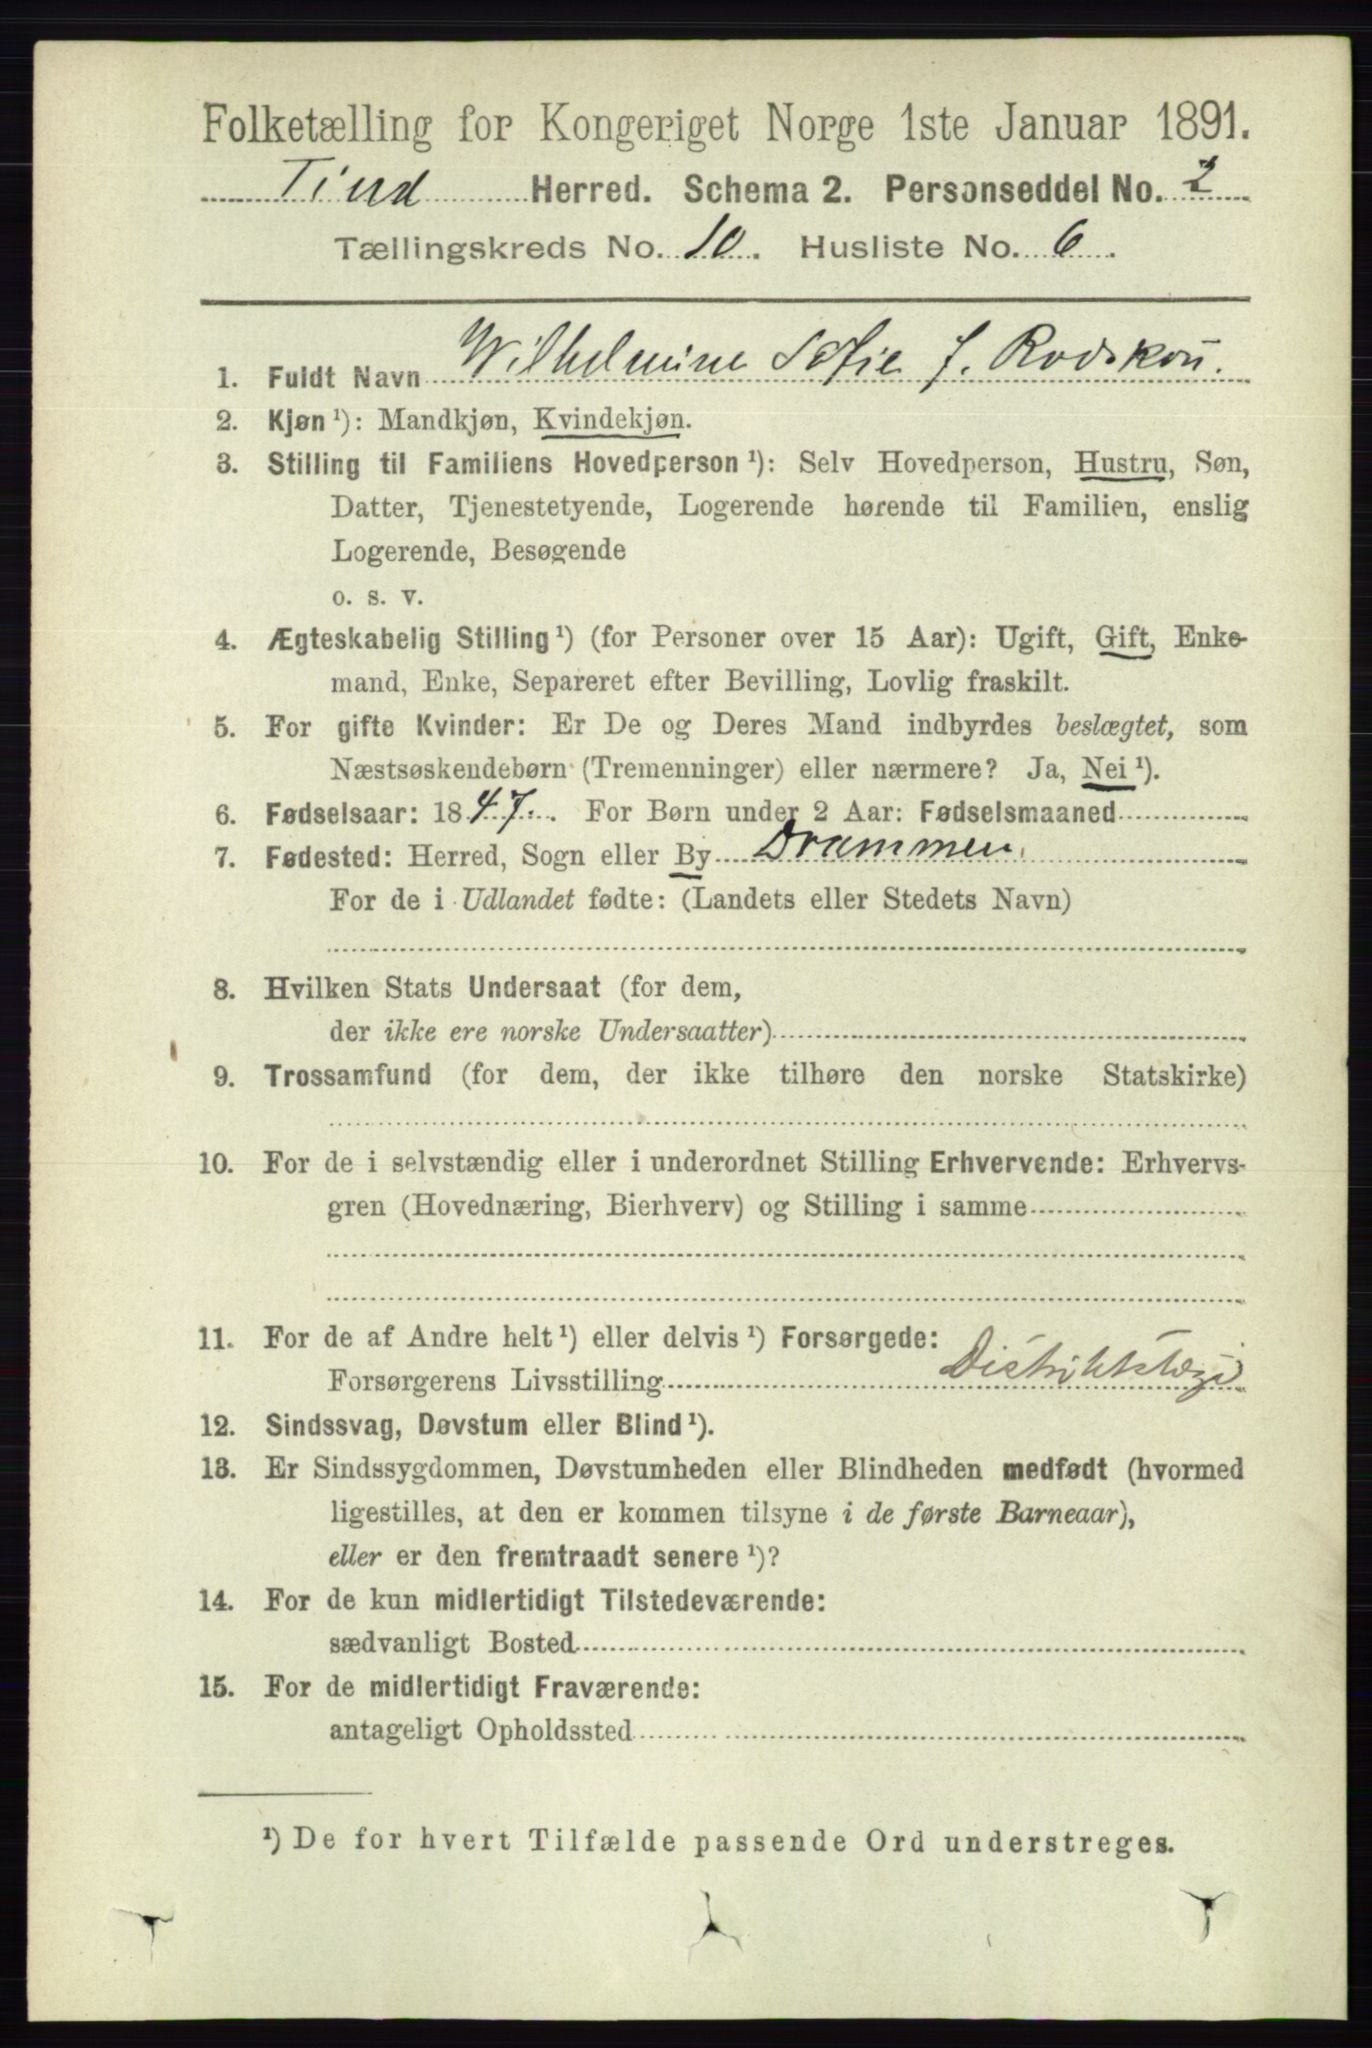 Folketælling for Kongeriget Norge 1ste Januar 1891.
Tind Herred. Schema 2. Personseddel No. 2
Tællingskreds No. 10. Husliste No. 6.
1. Fuldt Navn Wilhelmine Sofie J. Rodskou.
2. Kjøn ¹): Mandkjøn, Kvindekjøn.
3. Stilling til Familiens Hovedperson ¹): Selv Hovedperson, Hustru, Søn,
Datter, Tjenestetyende, Logerende hørende til Familien, enslig
Logerende, Besøgende
o. s. v.
4. Ægteskabelig Stilling ¹) (for Personer over 15 Aar): Ugift, Gift, Enke-
mand, Enke, Separeret efter Bevilling, Lovlig fraskilt.
5. For gifte Kvinder: Er De og Deres Mand indbyrdes beslægtet, som
Næstsøskendebørn (Tremenninger) eller nærmere? Ja, Nei ¹).
6. Fødselsaar: 1847. For Børn under 2 Aar: Fødselsmaaned
7. Fødested: Herred, Sogn eller By Drammen.
For de i Udlandet fødte: (Landets eller Stedets Navn)
8. Hvilken Stats Undersaat (for dem,
der ikke ere norske Undersaatter)
9. Trossamfund (for dem, der ikke tilhøre den norske Statskirke)
10. For de i selvstændig eller i underordnet Stilling Erhvervende: Erhvervs-
gren (Hovednæring, Bierhverv) og Stilling i samme
11. For de af Andre helt ¹) eller delvis ¹) Forsørgede:
Forsørgerens Livsstilling Distriktslæge
12. Sindssvag, Døvstum eller Blind ¹).
13. Er Sindssygdommen, Døvstumheden eller Blindheden medfødt (hvormed
ligestilles, at den er kommen tilsyne i de første Barneaar),
eller er den fremtraadt senere ¹)?
14. For de kun midlertidigt Tilstedeværende:
sædvanligt Bosted
15. For de midlertidigt Fraværende:
antageligt Opholdssted
¹) De for hvert Tilfælde passende Ord understreges.